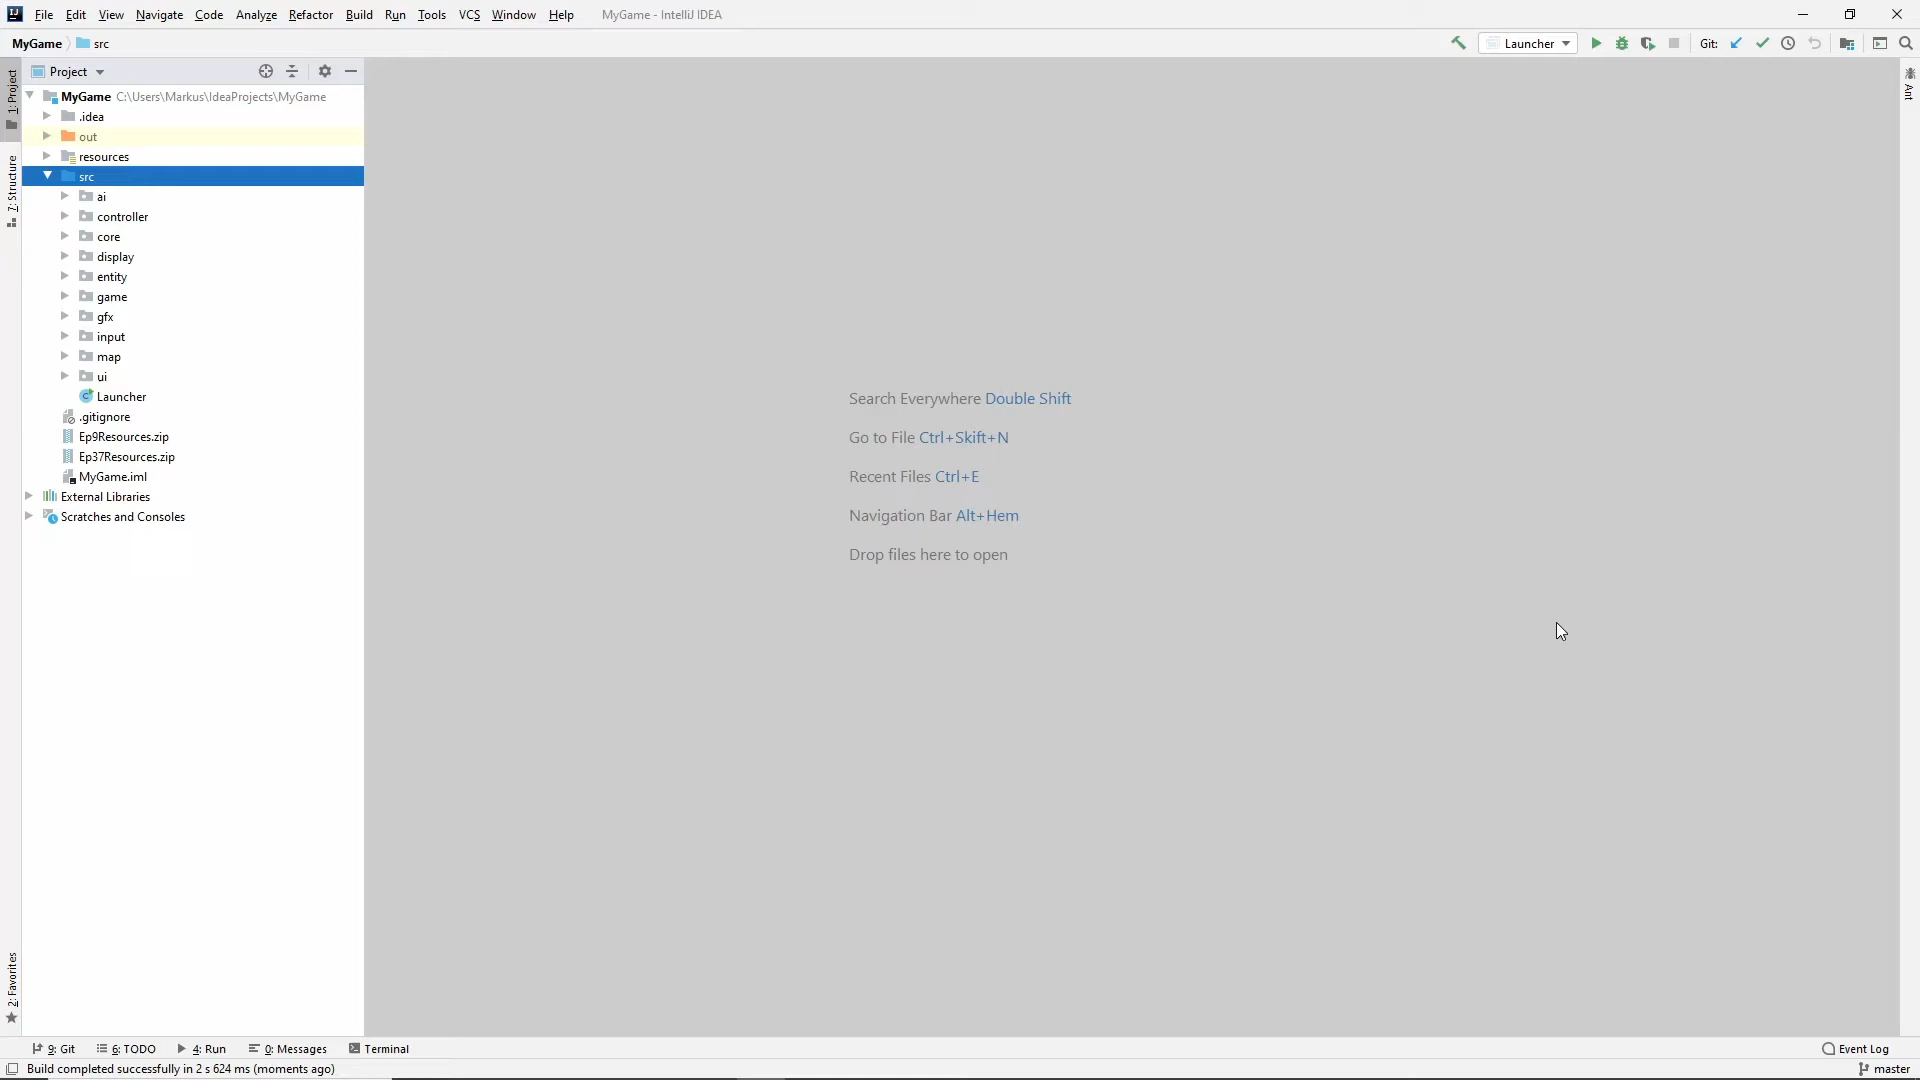 File Edit View Navigate Code Analyze Refactor Build Run Tools VCS Window Help MyGame - IntelliJ IDEA
MyGame src
Launcher Git:
Project
1: Project
7: Structure
2: Favorites
Ant
MyGame C:\Users\Markus\IdeaProjects\MyGame
.idea
out
resources
src
ai
controller
core
display
entity
game
gfx
input
map
ui
Launcher
.gitignore
Ep9Resources.zip
Ep37Resources.zip
MyGame.iml
External Libraries
Scratches and Consoles
Search Everywhere Double Shift
Go to File Ctrl+Skift+N
Recent Files Ctrl+E
Navigation Bar Alt+Hem
Drop files here to open
9: Git 6: TODO 4: Run 0: Messages Terminal Event Log
Build completed successfully in 2 s 624 ms (moments ago) master